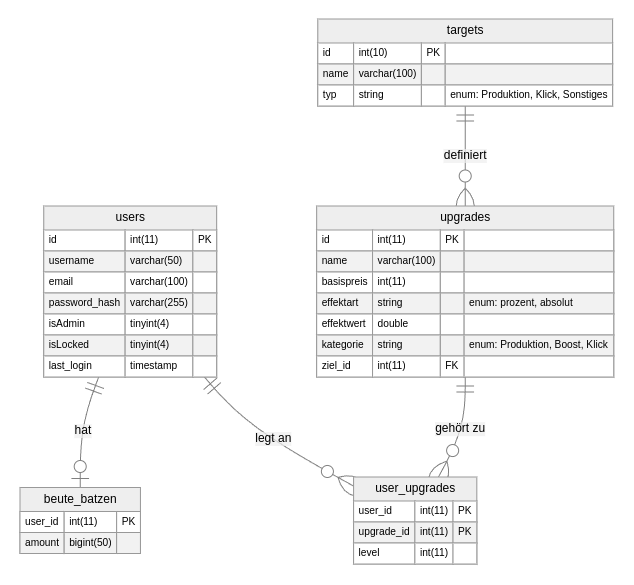 targets
id int(10) PK
name varchar(100)
typ string enum: Produktion, Klick, Sonstiges
definiert
users
id int(11) PK
username varchar(50)
email varchar(100)
password_hash varchar(255)
isAdmin tinyint(4)
isLocked tinyint(4)
last_login timestamp
upgrades
id int(11) PK
name varchar(100)
basispreis int(11)
effektart string enum: prozent, absolut
effektwert double
kategorie string enum: Produktion, Boost, Klick
ziel_id int(11) FK
hat
legt an
gehört zu
beute_batzen
user_id int(11) PK
amount bigint(50)
user_upgrades
user_id int(11) PK
upgrade_id int(11) PK
level int(11)